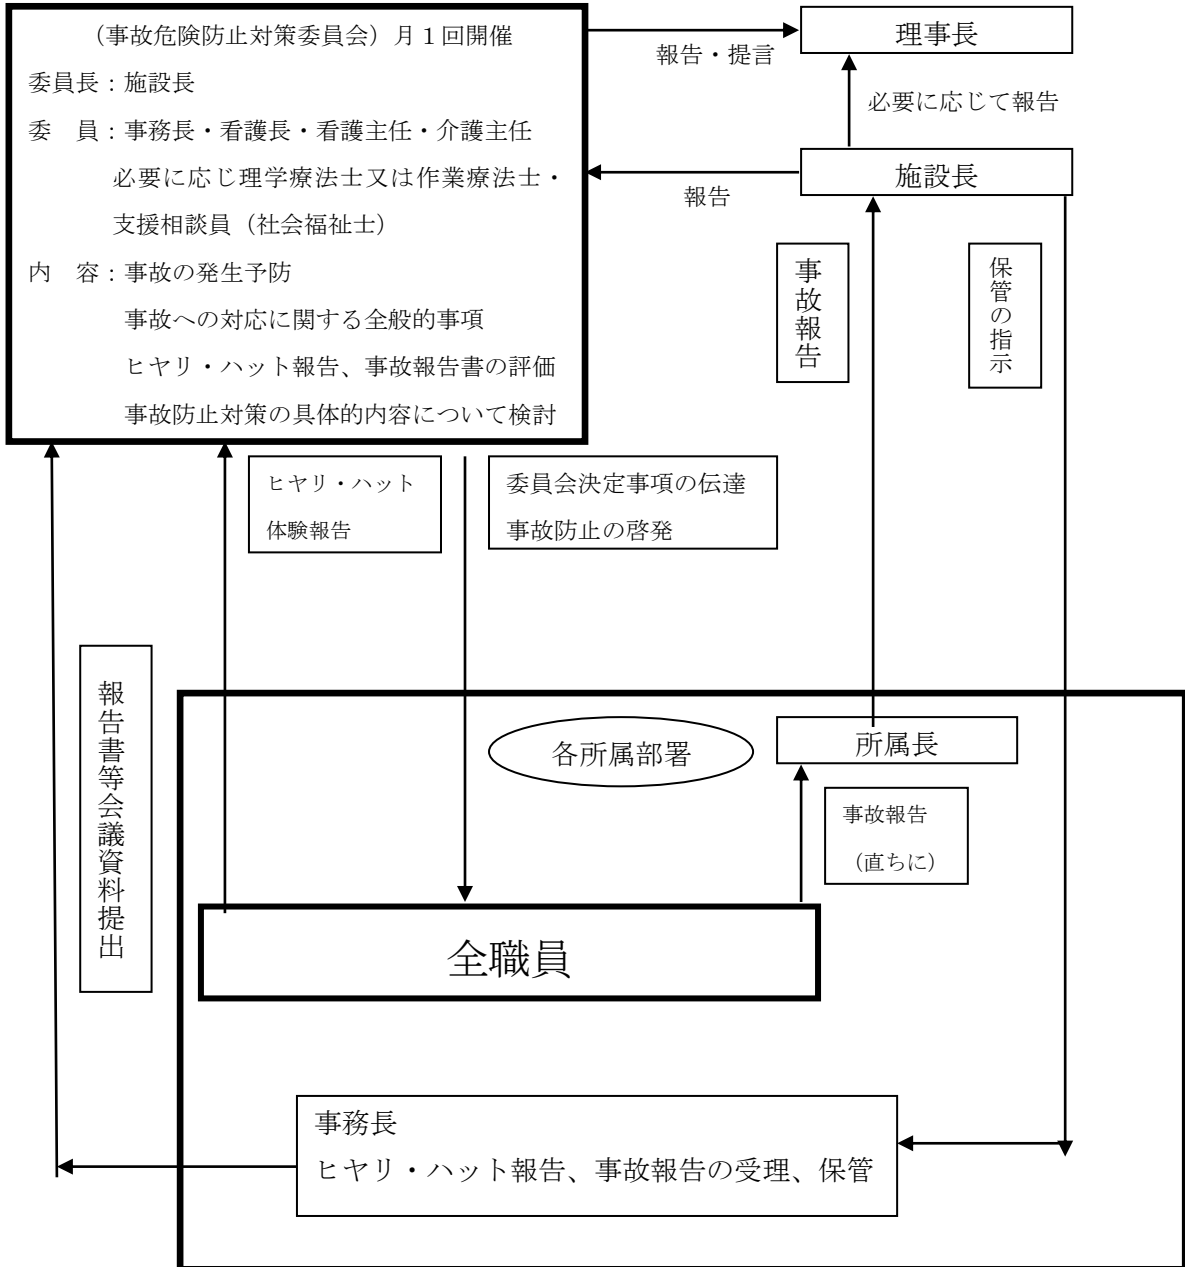 （事故危険防止対策委員会）月１回開催
委員長：施設長
委　員：事務長・看護長・看護主任・介護主任
必要に応じ理学療法士又は作業療法士・
支援相談員（社会福祉士）
内　容：事故の発生予防
事故への対応に関する全般的事項
ヒヤリ・ハット報告、事故報告書の評価
事故防止対策の具体的内容について検討
報告・提言
理事長
必要に応じて報告
施設長
報告
事故報告
保管の指示
ヒヤリ・ハット
体験報告
委員会決定事項の伝達
事故防止の啓発
報告書等会議資料提出
各所属部署
所属長
事故報告
（直ちに）
全職員
事務長
ヒヤリ・ハット報告、事故報告の受理、保管